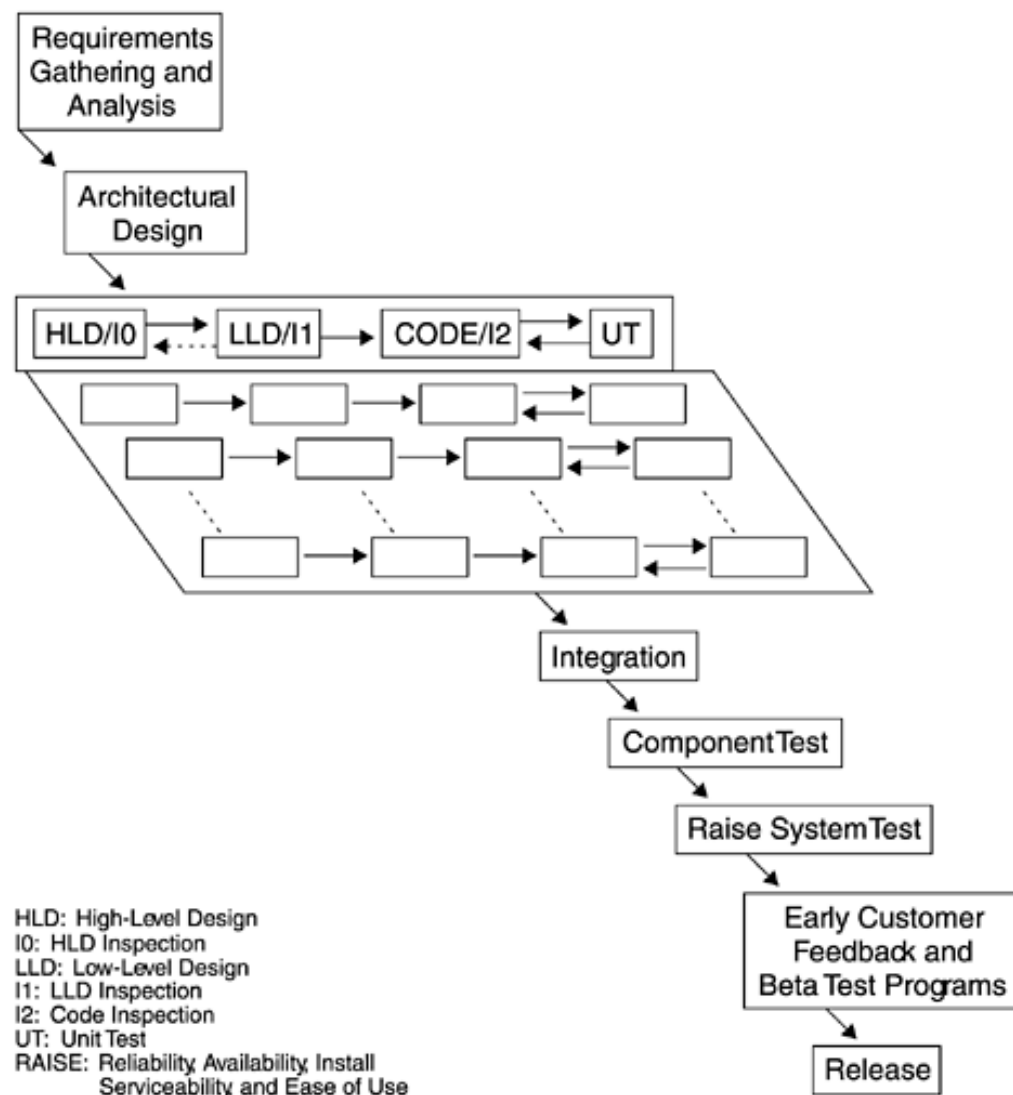 Requirements
Gathering and
Analysis
Architectural
Design
HLD/I0
LLD/I1
CODE/I2
UT
Integration
ComponentTest
Raise SystemTest
Early Customer
Feedback and
Beta Test Programs
Release
HLD: High-Level Design
I0: HLD Inspection
LLD: Low-Level Design
I1: LLD Inspection
I2: Code Inspection
UT: Unit Test
RAISE: Reliability, Availability, Install
Serviceability, and Ease of Use